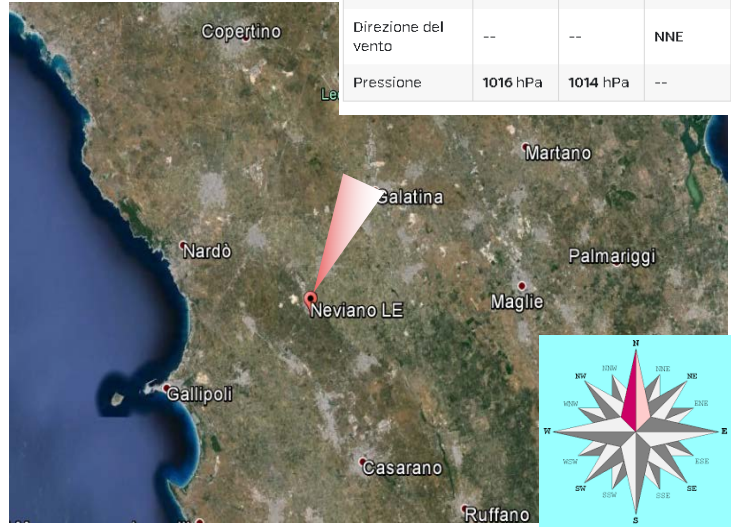 Direzione del
vento
--
--
NNE
Pressione
1016 hPa
1014 hPa
--
Copertino
Le
Martano
Galatina
Nardò
Palmariggi
Maglie
Neviano LE
Gallipoli
Casarano
Ruffano
N
NNW
NNE
NW
NE
WNW
ENE
W
E
WSW
ESE
SW
SE
SSW
SSE
S